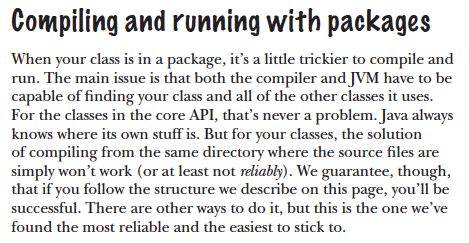 Compiling and running with packages
When your class is in a package, it's a little trickier to compile and
run. The main issue is that both the compiler and JVM have to be
capable of finding your class and all of the other classes it uses.
For the classes in the core API, that's never a problem. Java always
knows where its own stuff is. But for your classes, the solution
of compiling from the same directory where the source files are
simply won't work (or at least not reliably). We guarantee, though,
that if you follow the structure we describe on this page, you'll be
successful. There are other ways to do it, but this is the one we've
found the most reliable and the easiest to stick to.